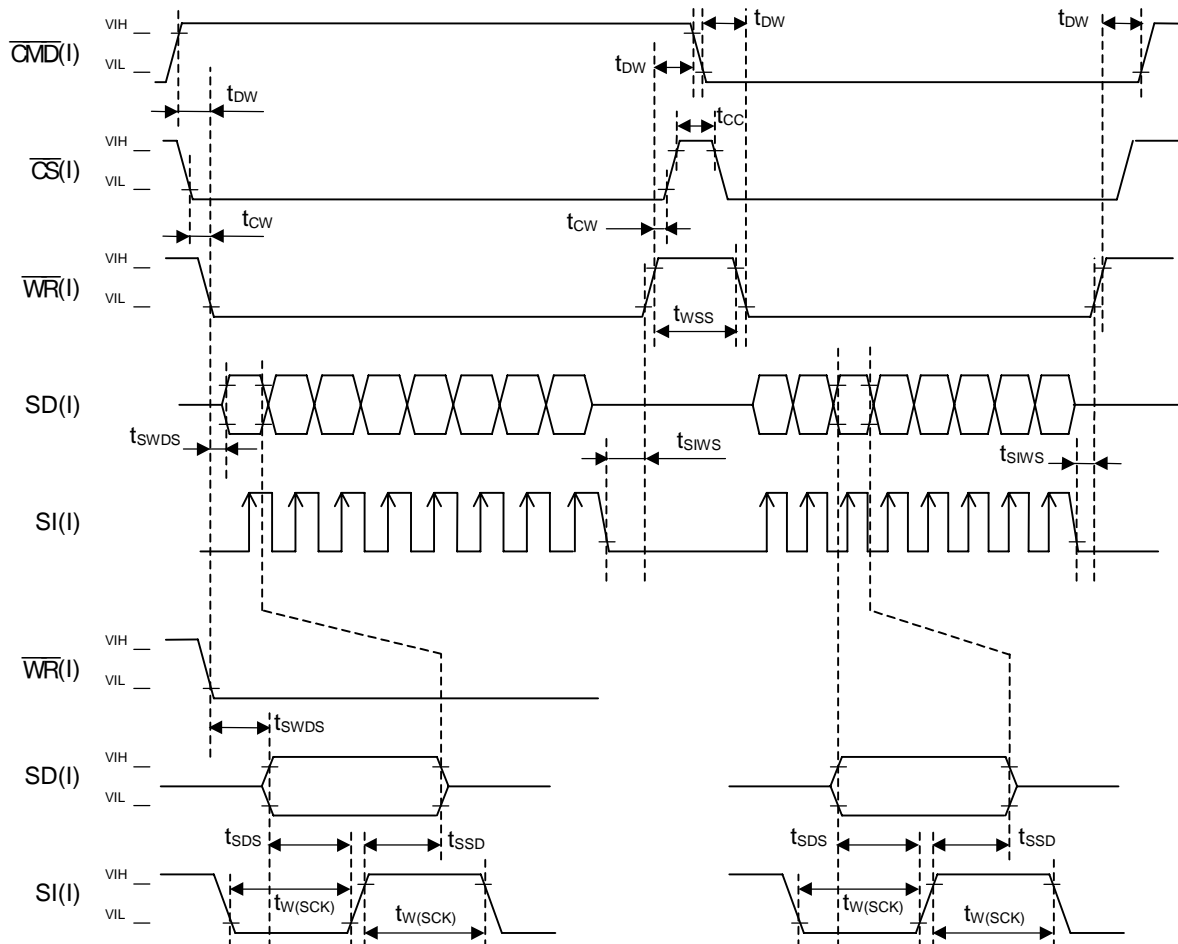 VIH tDW tDW
CMD(I)
VIL tDW
tDW
tCC
VIH
CS(I)
VIL
tCW tCW
VIH
WR(I)
VIL
tWSS
SD(I)
tSWDS tSIWS tSIWS
SI(I)
VIH
WR(I)
VIL
tSWDS
VIH
SD(I)
VIL
tSDS tSSD tSDS tSSD
VIH
SI(I)
tW(SCK) tW(SCK)
VIL
tW(SCK) tW(SCK)